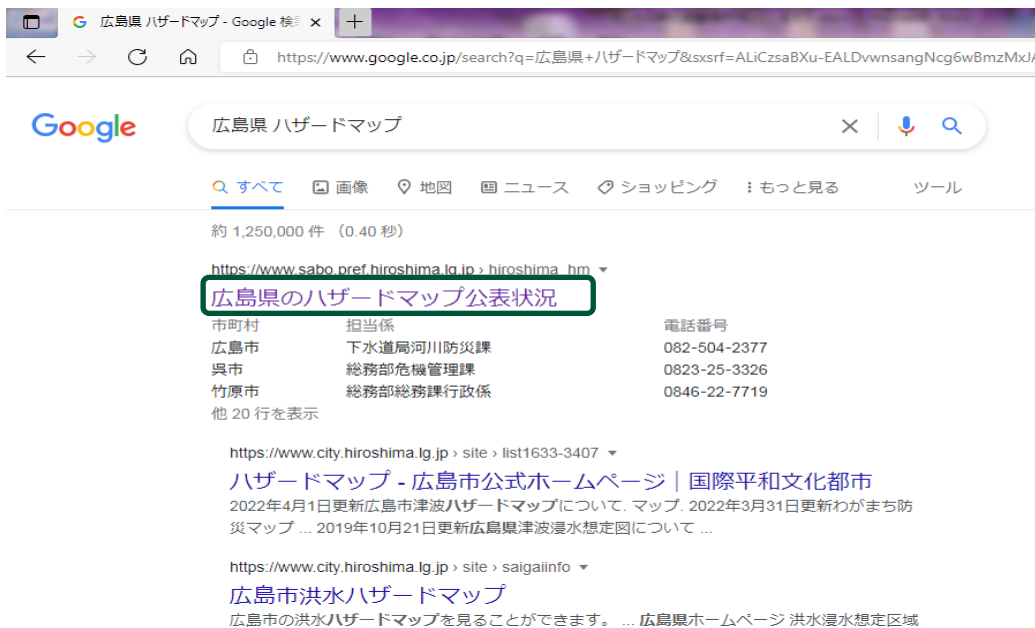 広島県 ハザードマップ - Google 検索
https://www.google.co.jp/search?q=広島県+ハザードマップ&sxsrf=ALiCzsaBXu-EALDvwnsangNcg6wBmzMxJA
Google
広島県 ハザードマップ
すべて 画像 地図 ニュース ショッピング もっと見る ツール
約 1,250,000 件 （0.40 秒）
https://www.sabo.pref.hiroshima.lg.jp › hiroshima_hm
広島県のハザードマップ公表状況
市町村 担当係 電話番号
広島市 下水道局河川防災課 082-504-2377
呉市 総務部危機管理課 0823-25-3326
竹原市 総務部総務課行政係 0846-22-7719
他 20 行を表示
https://www.city.hiroshima.lg.jp › site › list1633-3407
ハザードマップ - 広島市公式ホームページ｜国際平和文化都市
2022年4月1日更新広島市津波ハザードマップについて. マップ. 2022年3月31日更新わがまち防
災マップ ... 2019年10月21日更新広島県津波浸水想定図について ...
https://www.city.hiroshima.lg.jp › site › saigaiinfo
広島市洪水ハザードマップ
広島市の洪水ハザードマップを見ることができます。 ... 広島県ホームページ 洪水浸水想定区域